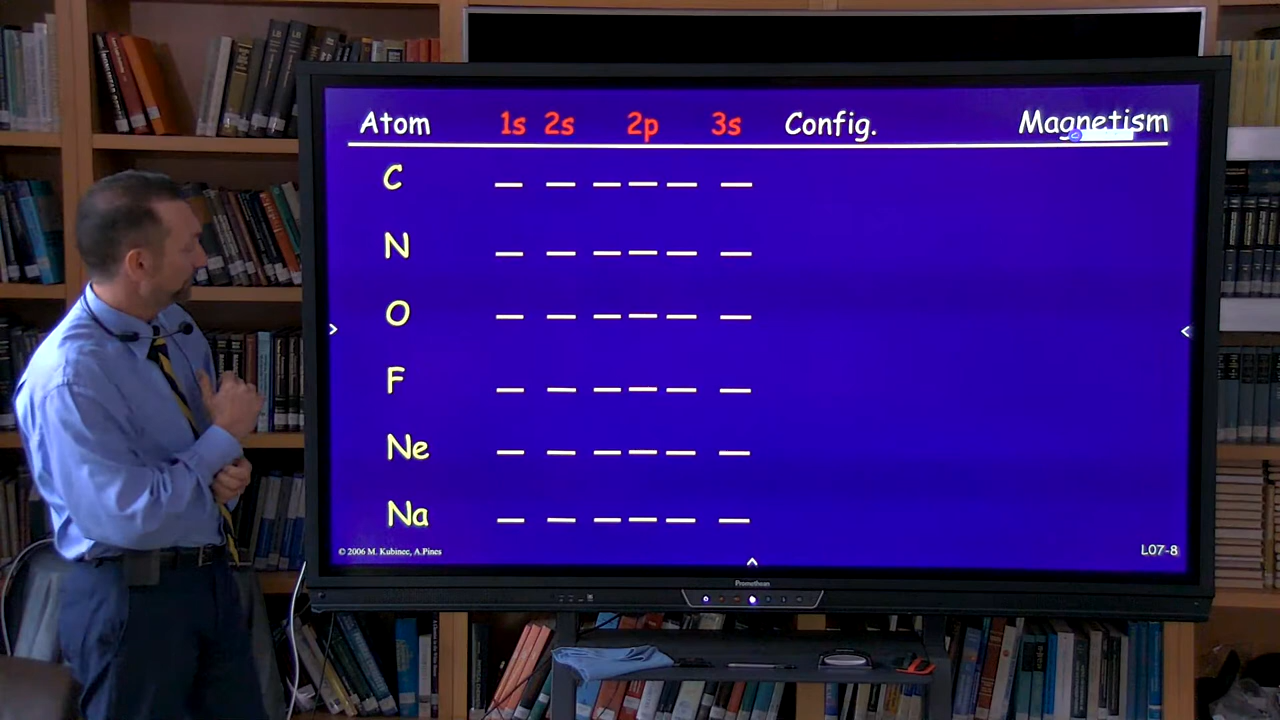 Atom 1s 2s 2p 3s Config. Magnetism
C
N
O
F
Ne
Na
© 2006 M. Kubinec, A.Pines
L07-8
Promethean